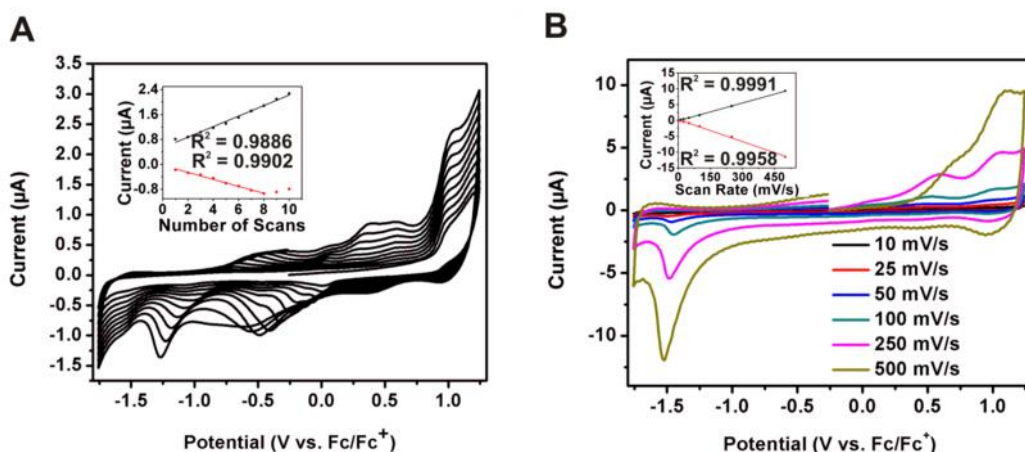 A
3.5
3.0
2.5
2.0
1.5
1.0
0.5
0.0
-0.5
-1.0
-1.5
Current (µA)
-1.5 -1.0 -0.5 0.0 0.5 1.0
Potential (V vs. Fc/Fc+)
2.4
1.6
0.8
0.0
-0.8
Current (µA)
R2 = 0.9886
R2 = 0.9902
0 2 4 6 8 10
Number of Scans
B
10
5
0
-5
-10
Current (µA)
-1.5 -1.0 -0.5 0.0 0.5 1.0
Potential (V vs. Fc/Fc+)
15
10
5
0
-5
-10
-15
Current (µA)
R2 = 0.9991
R2 = 0.9958
0 150 300 450
Scan Rate (mV/s)
10 mV/s
25 mV/s
50 mV/s
100 mV/s
250 mV/s
500 mV/s